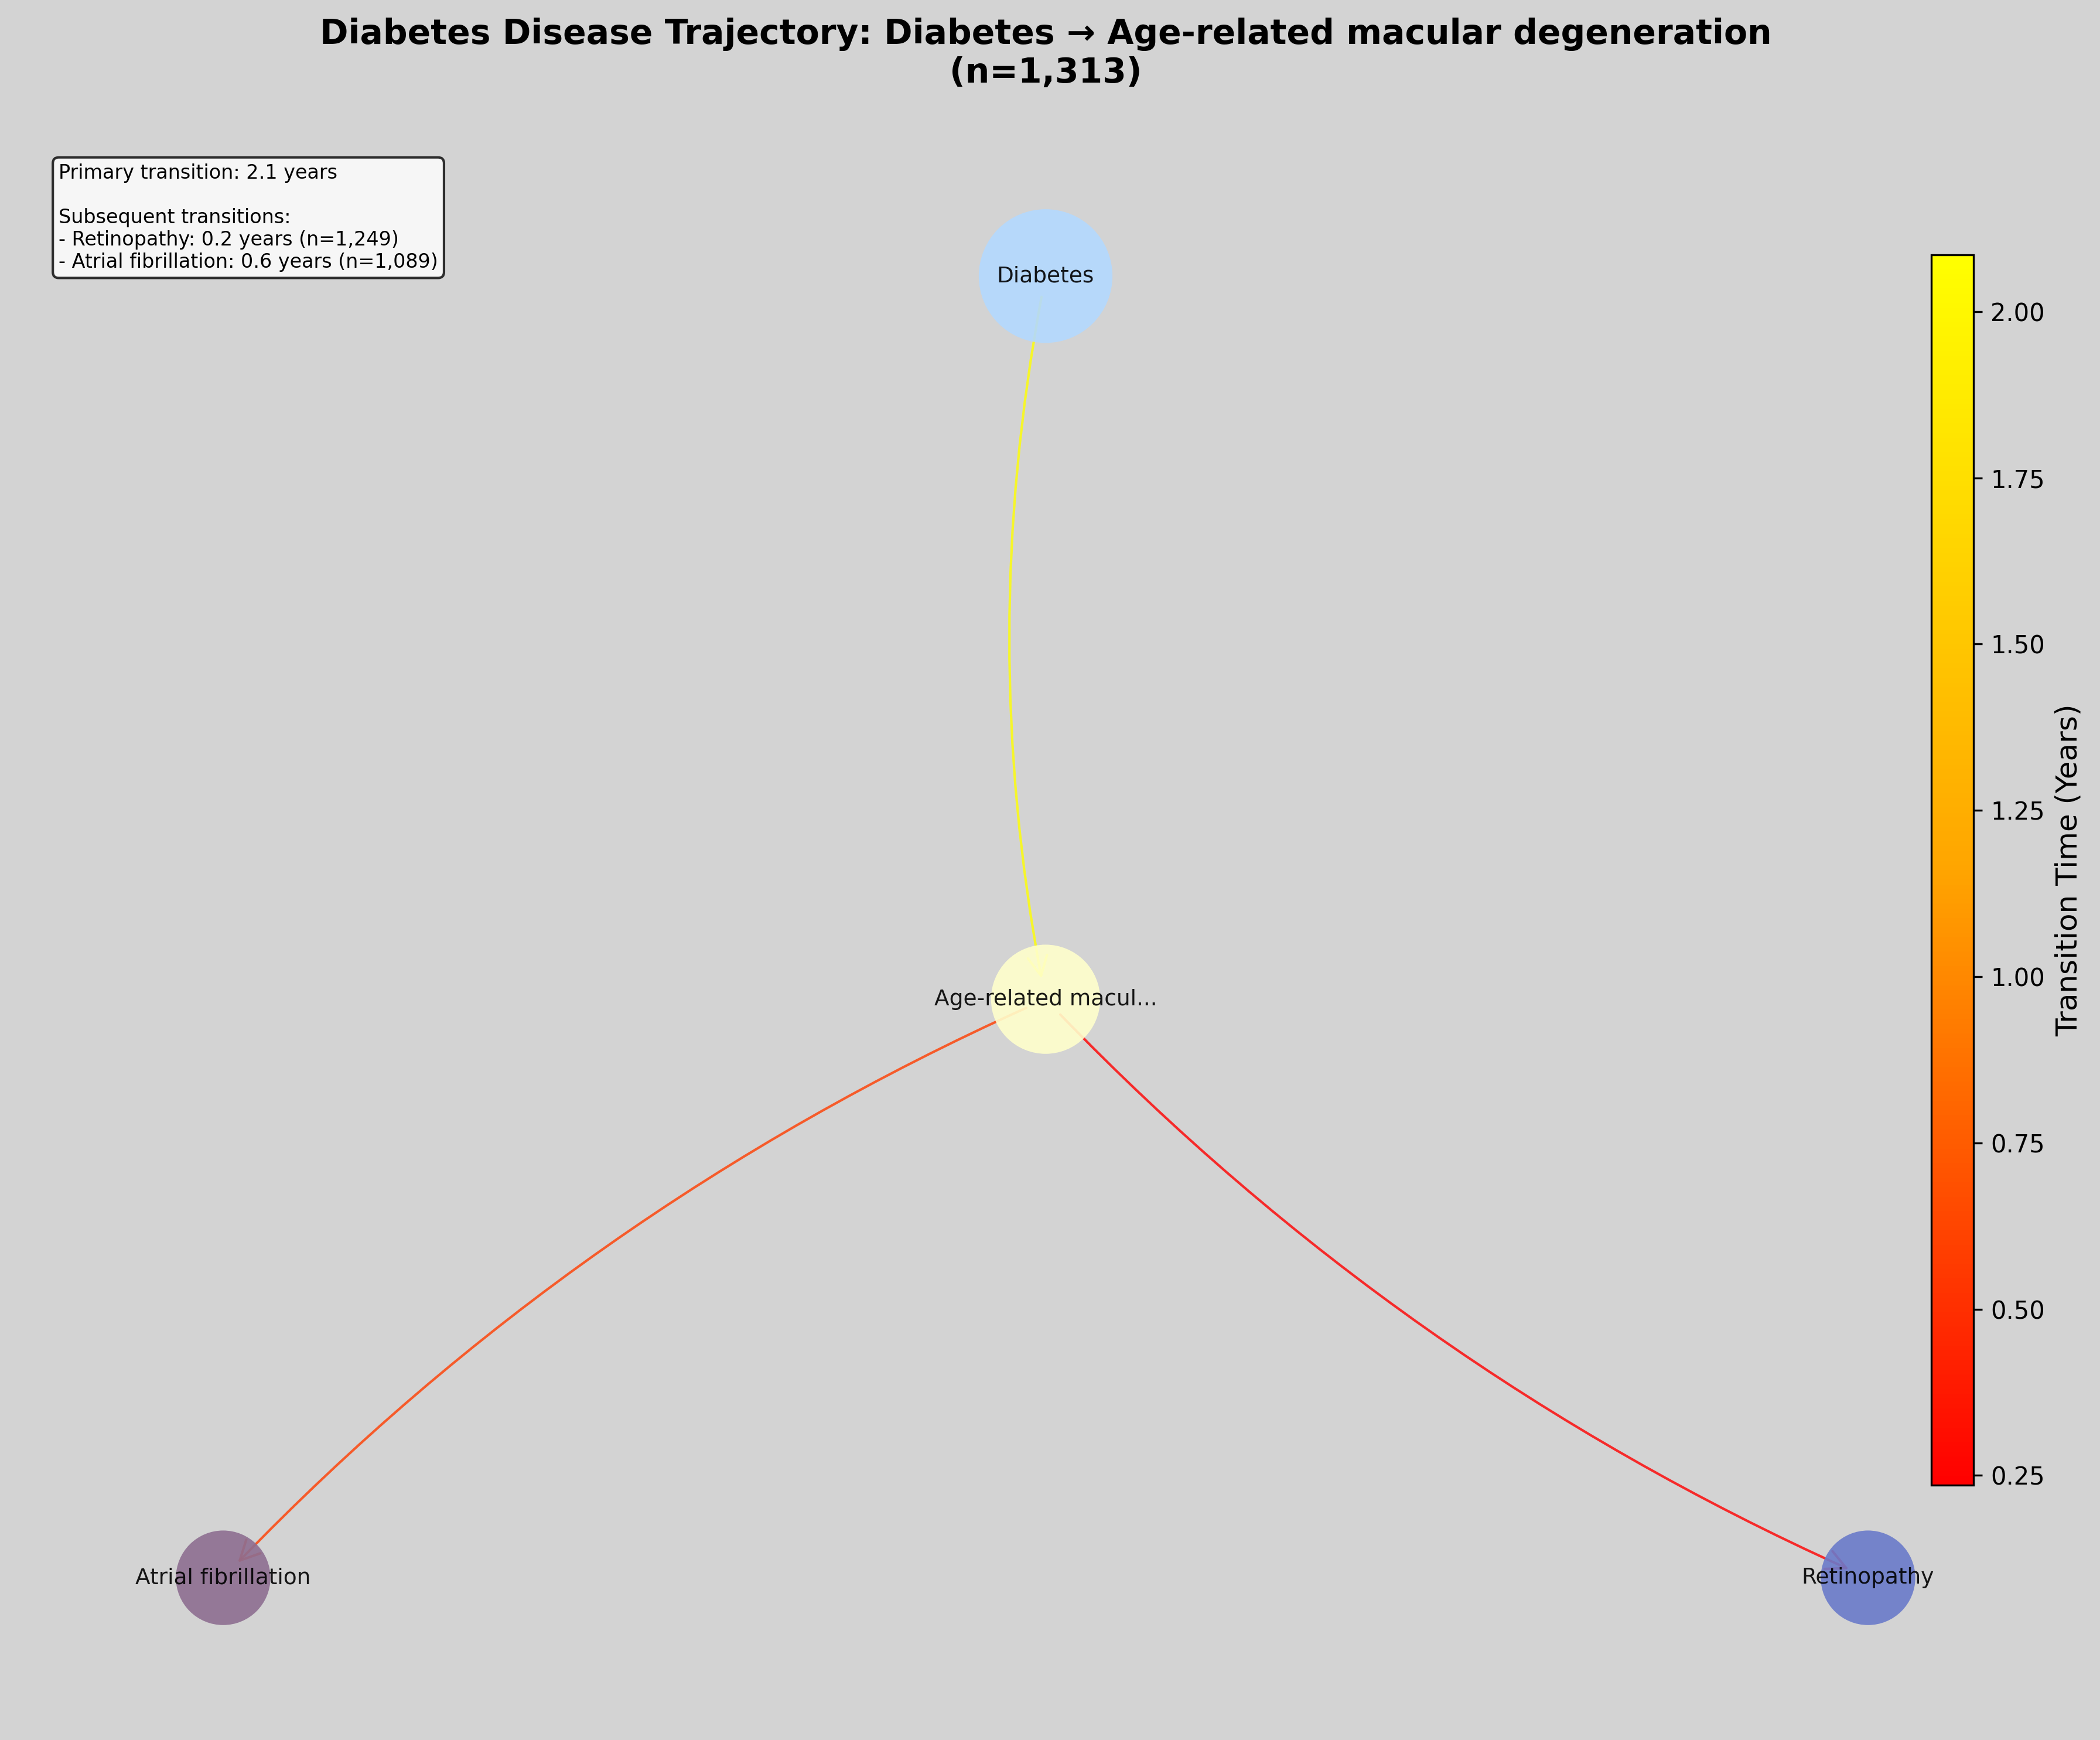 Diabetes Disease Trajectory: Diabetes → Age-related macular degeneration
(n=1,313)
Primary transition: 2.1 years
Subsequent transitions:
- Retinopathy: 0.2 years (n=1,249)
- Atrial fibrillation: 0.6 years (n=1,089)
Diabetes
Age-related macul...
Atrial fibrillation
Retinopathy
2.00
1.75
1.50
1.25
1.00
0.75
0.50
0.25
Transition Time (Years)